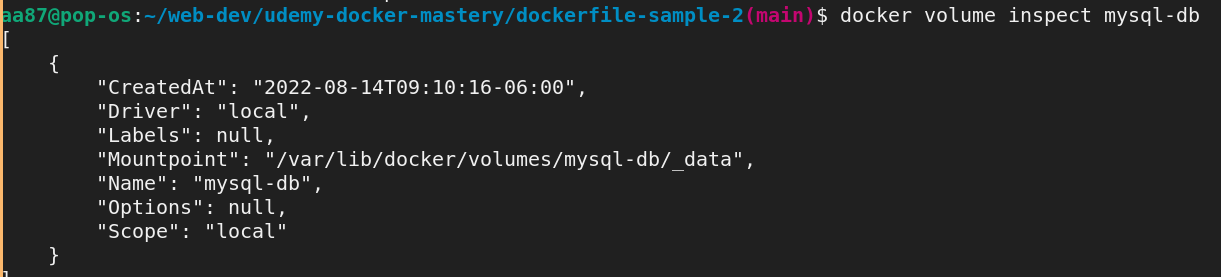 aa87@pop-os:~/web-dev/udemy-docker-mastery/dockerfile-sample-2(main)$ docker volume inspect mysql-db
[
    {
        "CreatedAt": "2022-08-14T09:10:16-06:00",
        "Driver": "local",
        "Labels": null,
        "Mountpoint": "/var/lib/docker/volumes/mysql-db/_data",
        "Name": "mysql-db",
        "Options": null,
        "Scope": "local"
    }
]